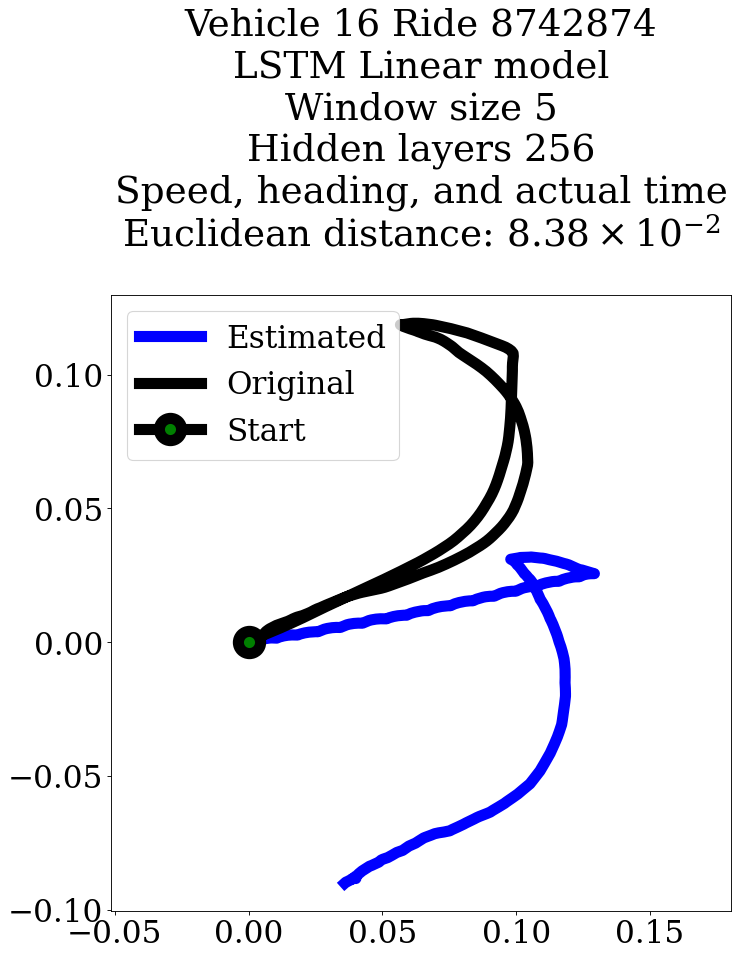 Vehicle 16 Ride 8742874
LSTM Linear model
Window size 5
Hidden layers 256
Speed, heading, and actual time
Euclidean distance: 8.38 × 10⁻²
Estimated
Original
Start
0.10
0.05
0.00
−0.05
−0.10
−0.05 0.00 0.05 0.10 0.15